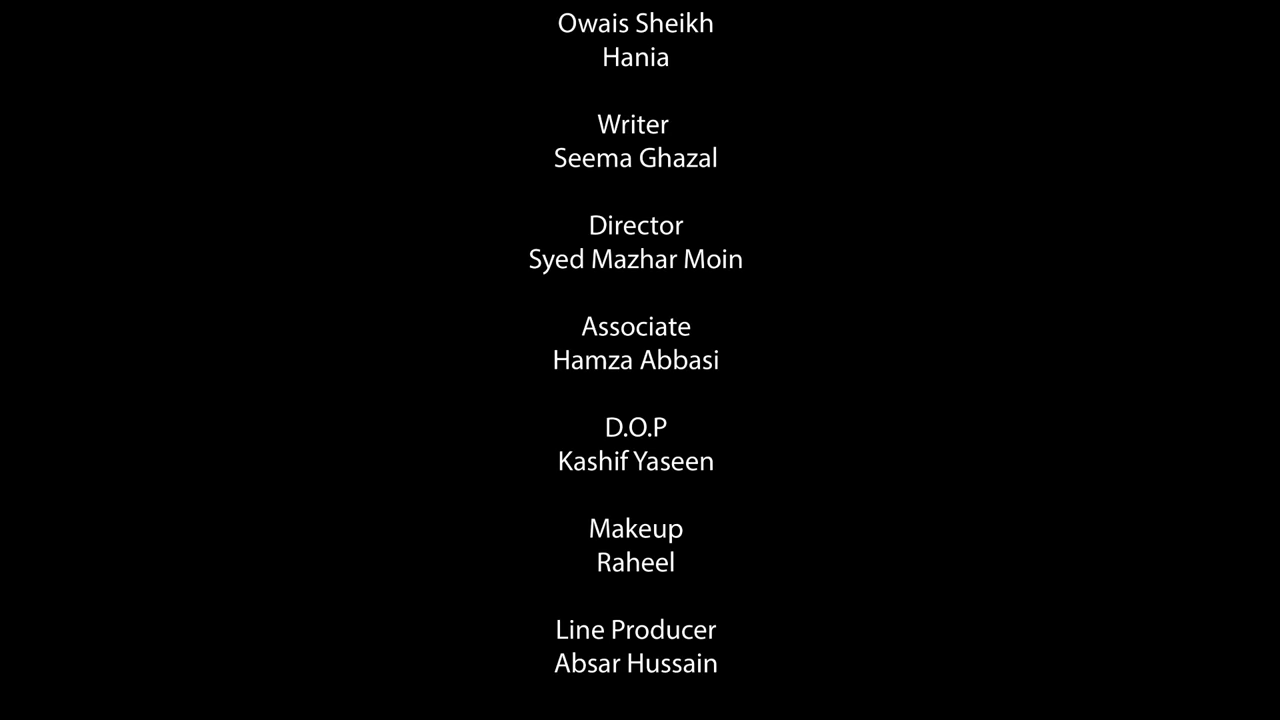 Owais Sheikh
Hania
Writer
Seema Ghazal
Director
Syed Mazhar Moin
Associate
Hamza Abbasi
D.O.P
Kashif Yaseen
Makeup
Raheel
Line Producer
Absar Hussain